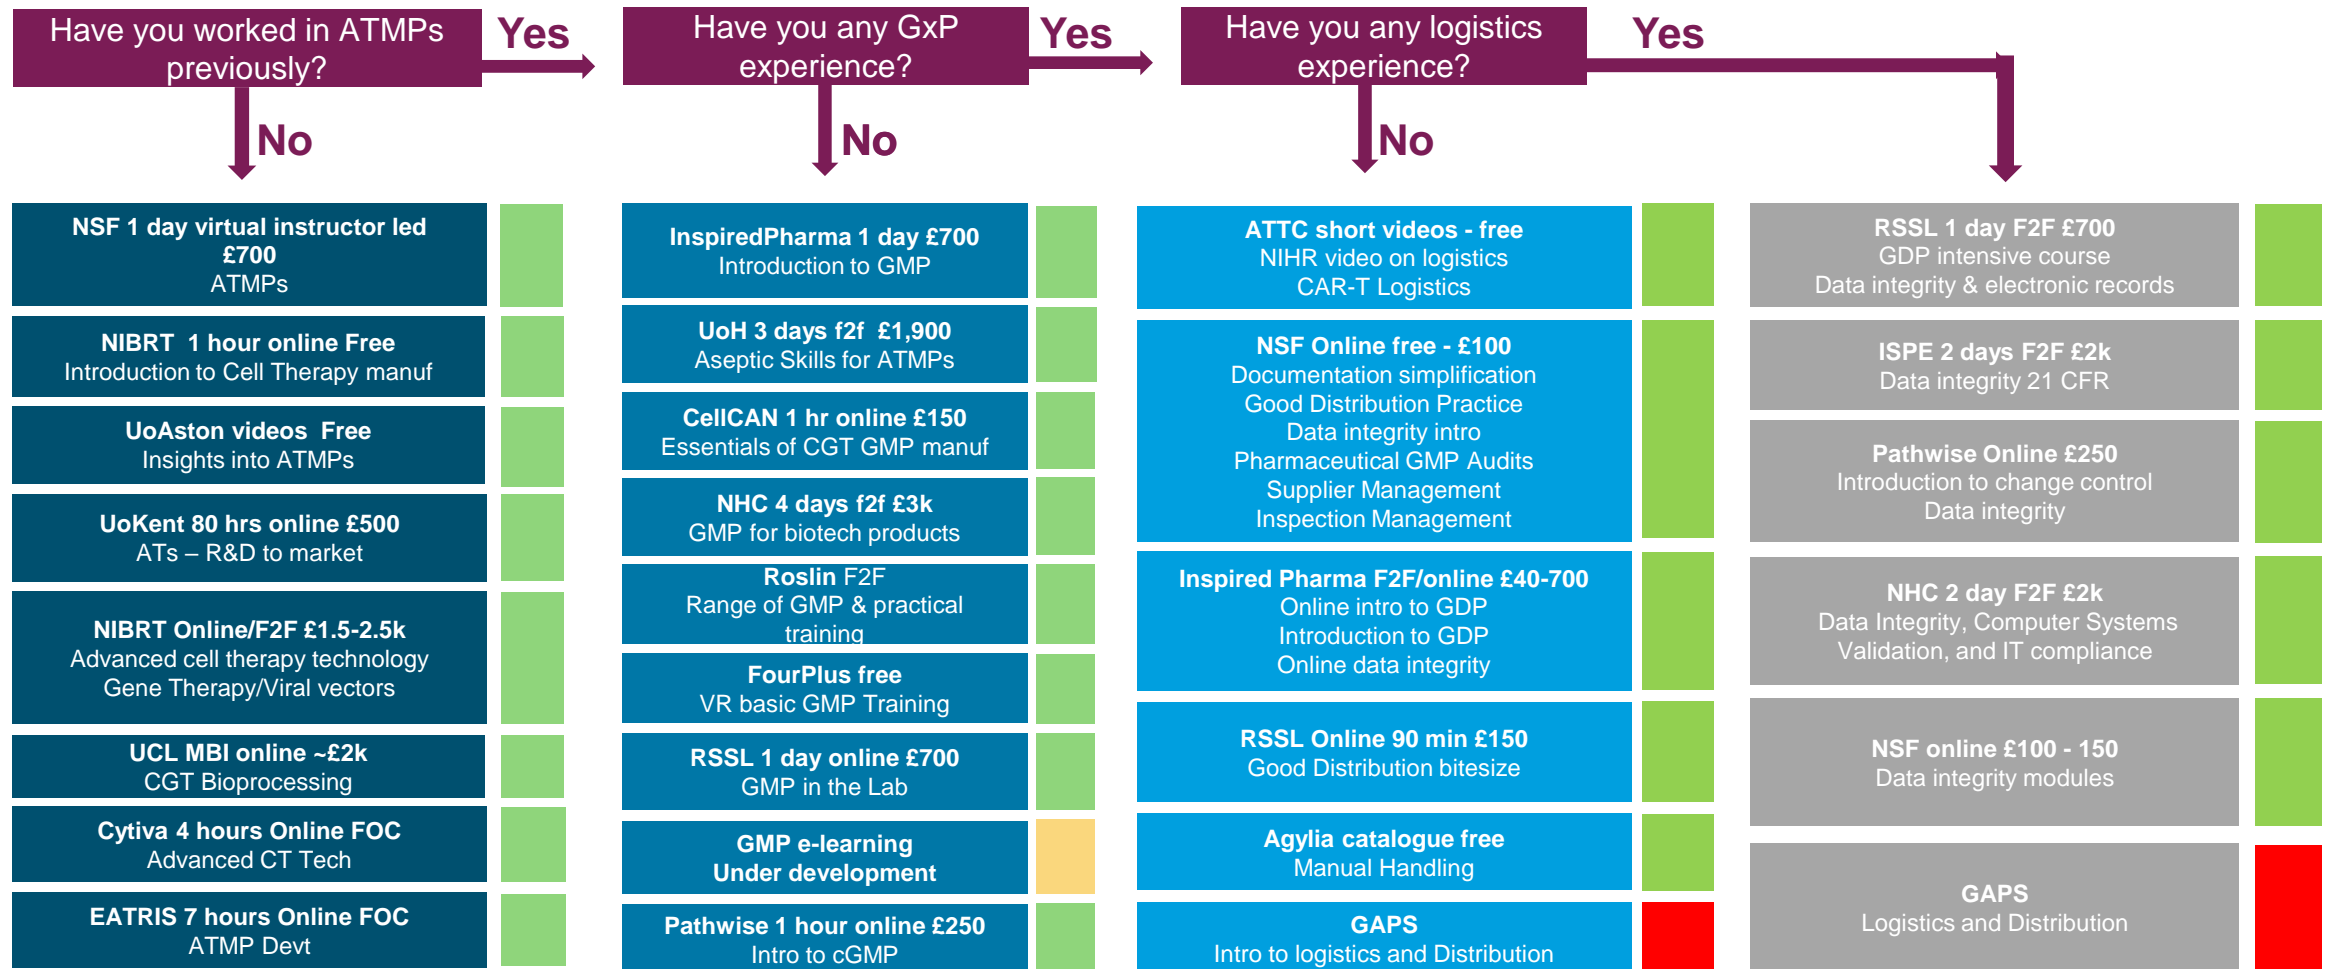 Have you worked in ATMPs
previously?
Yes
No
Have you any GxP
experience?
Yes
No
Have you any logistics
experience?
Yes
No
NSF 1 day virtual instructor led
£700
ATMPs
NIBRT 1 hour online Free
Introduction to Cell Therapy manuf
UoAston videos Free
Insights into ATMPs
UoKent 80 hrs online £500
ATs – R&D to market
NIBRT Online/F2F £1.5-2.5k
Advanced cell therapy technology
Gene Therapy/Viral vectors
UCL MBI online ~£2k
CGT Bioprocessing
Cytiva 4 hours Online FOC
Advanced CT Tech
EATRIS 7 hours Online FOC
ATMP Devt
InspiredPharma 1 day £700
Introduction to GMP
UoH 3 days f2f £1,900
Aseptic Skills for ATMPs
CellCAN 1 hr online £150
Essentials of CGT GMP manuf
NHC 4 days f2f £3k
GMP for biotech products
Roslin F2F
Range of GMP & practical
training
FourPlus free
VR basic GMP Training
RSSL 1 day online £700
GMP in the Lab
GMP e-learning
Under development
Pathwise 1 hour online £250
Intro to cGMP
ATTC short videos - free
NIHR video on logistics
CAR-T Logistics
NSF Online free - £100
Documentation simplification
Good Distribution Practice
Data integrity intro
Pharmaceutical GMP Audits
Supplier Management
Inspection Management
Inspired Pharma F2F/online £40-700
Online intro to GDP
Introduction to GDP
Online data integrity
RSSL Online 90 min £150
Good Distribution bitesize
Agylia catalogue free
Manual Handling
GAPS
Intro to logistics and Distribution
RSSL 1 day F2F £700
GDP intensive course
Data integrity & electronic records
ISPE 2 days F2F £2k
Data integrity 21 CFR
Pathwise Online £250
Introduction to change control
Data integrity
NHC 2 day F2F £2k
Data Integrity, Computer Systems
Validation, and IT compliance
NSF online £100 - 150
Data integrity modules
GAPS
Logistics and Distribution